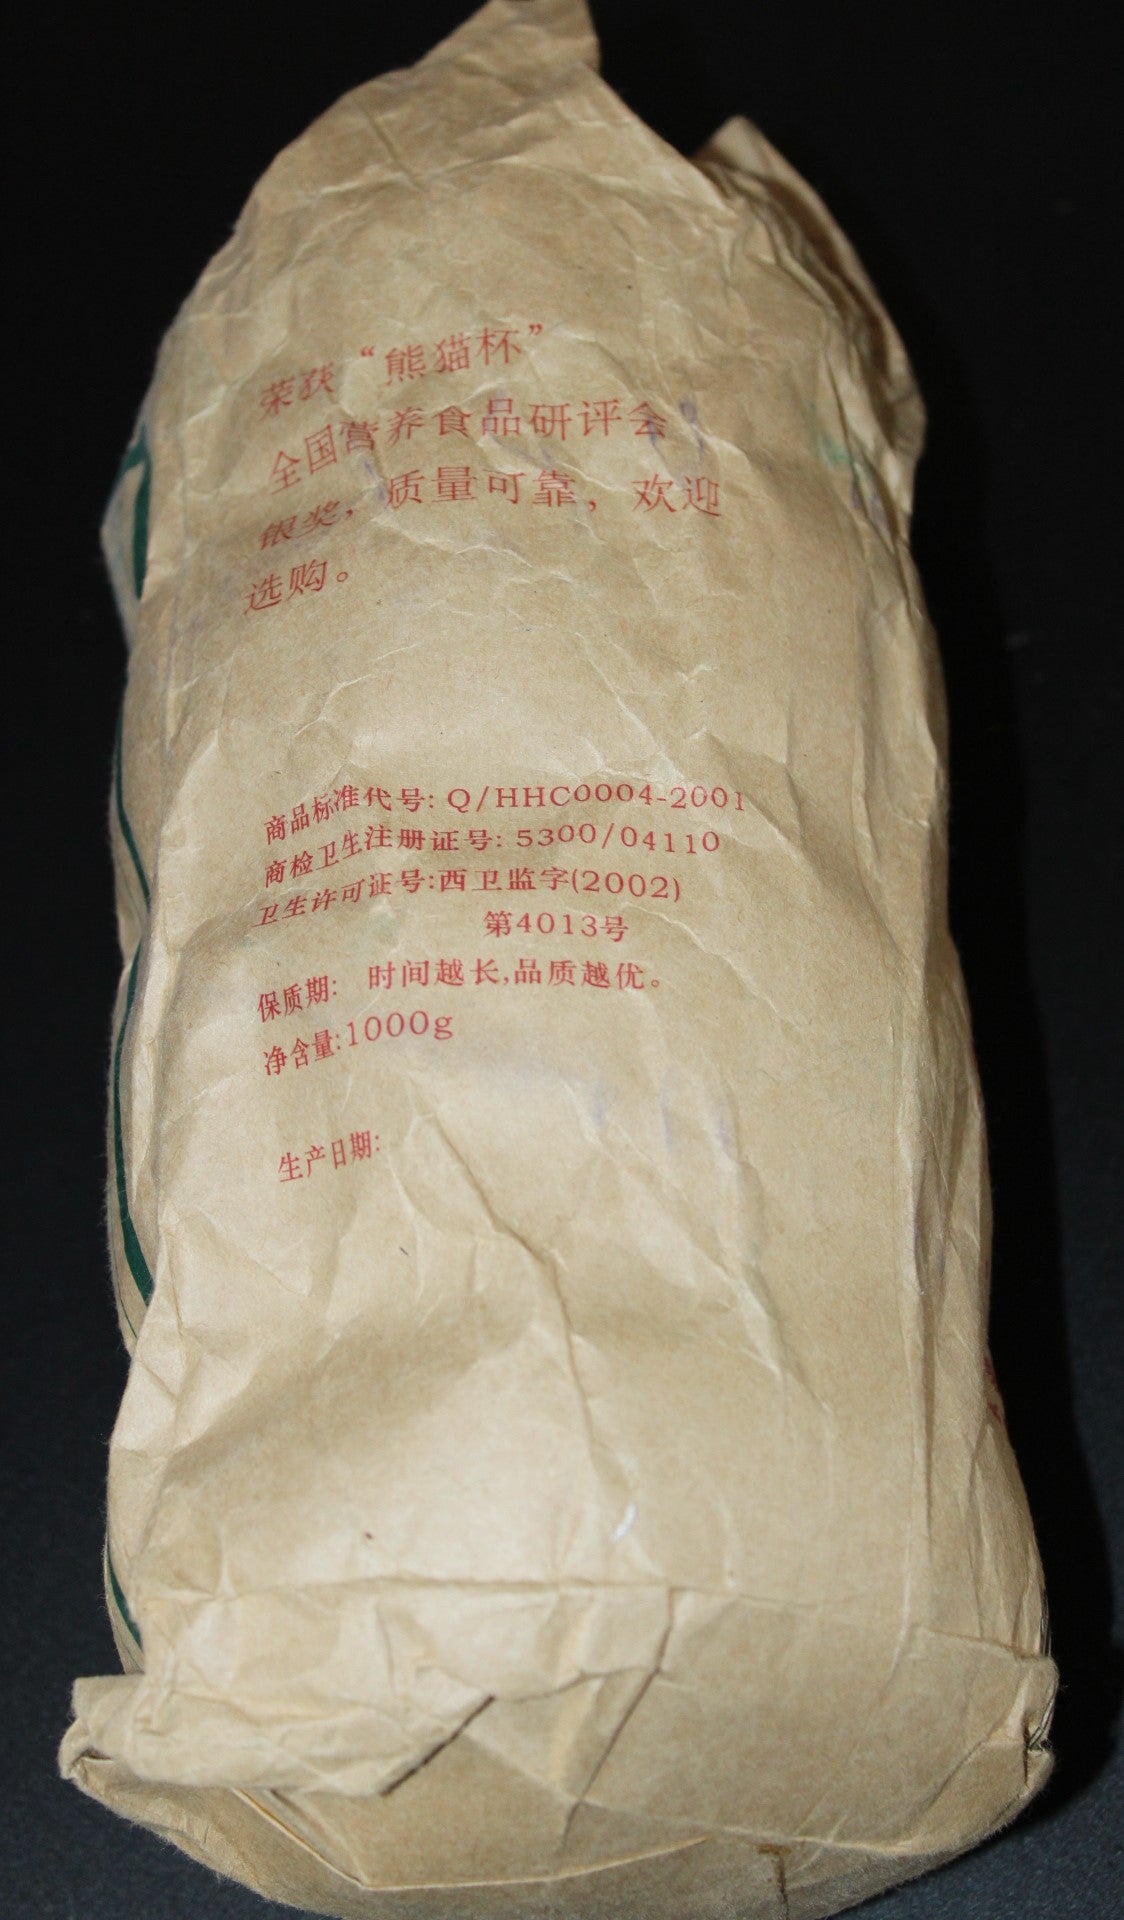 荣获“熊猫杯”
全国营养食品研评会
银奖，质量可靠，欢迎
选购。
商品标准代号: Q/HHC0004-2001
商检卫生注册证号: 5300/04110
卫生许可证号:西卫监字(2002)
第4013号
保质期: 时间越长,品质越优。
净含量:1000g
生产日期: